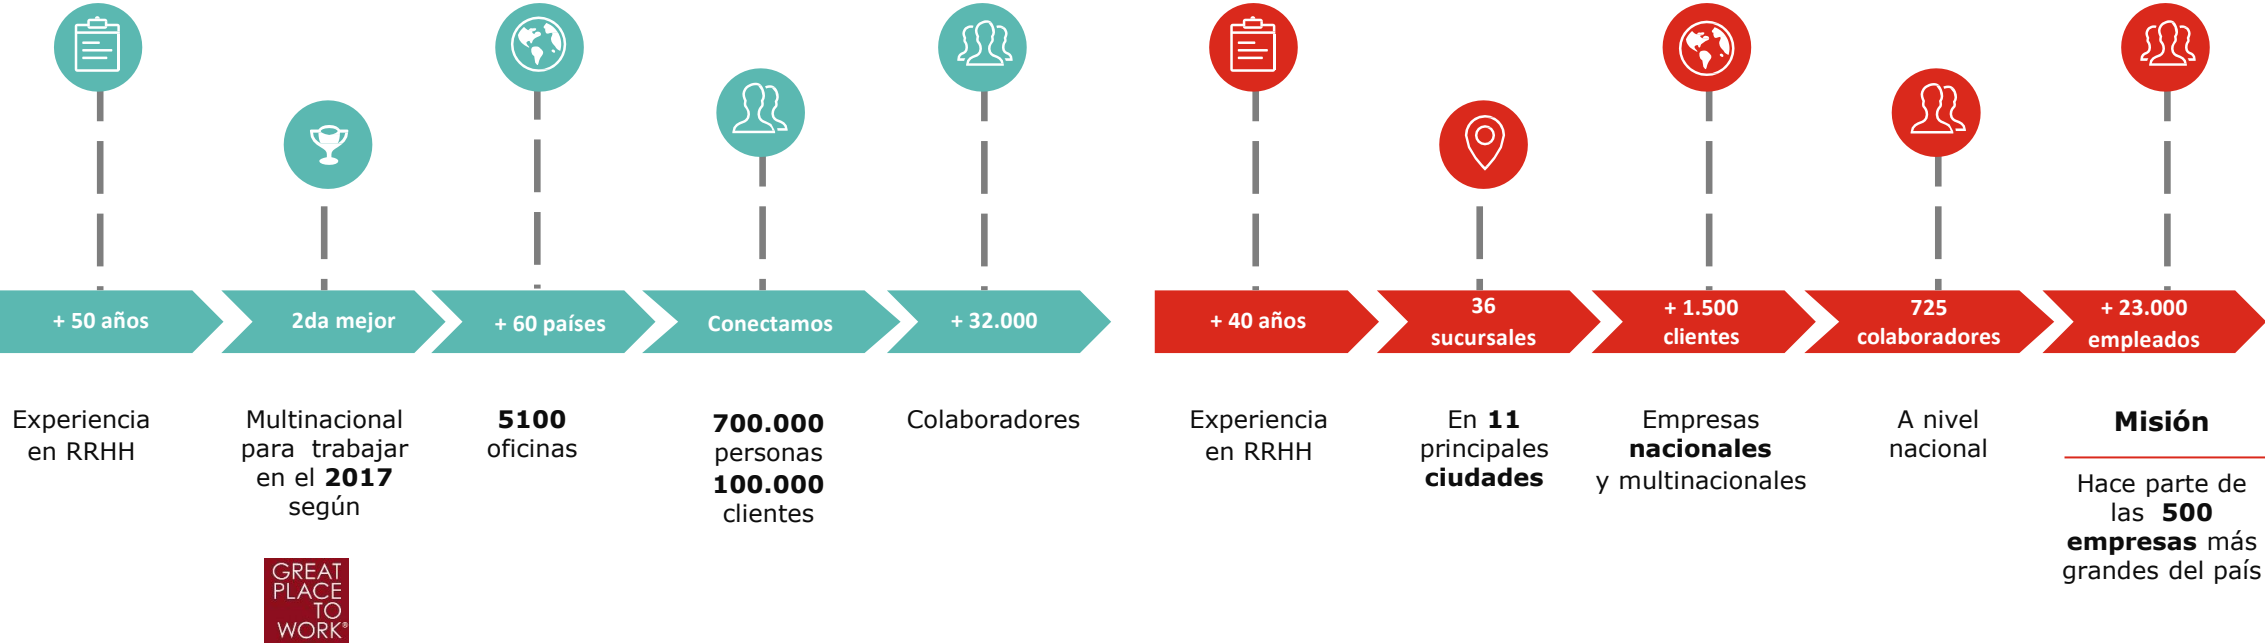 + 50 años
Experiencia
en RRHH
2da mejor
Multinacional
para trabajar
en el 2017
según
GREAT
PLACE
TO
WORK®
+ 60 países
5100
oficinas
Conectamos
700.000
personas
100.000
clientes
+ 32.000
Colaboradores
+ 40 años
Experiencia
en RRHH
36
sucursales
En 11
principales
ciudades
+ 1.500
clientes
Empresas
nacionales
y multinacionales
725
colaboradores
A nivel
nacional
+ 23.000
empleados
Misión
Hace parte de
las 500
empresas más
grandes del país